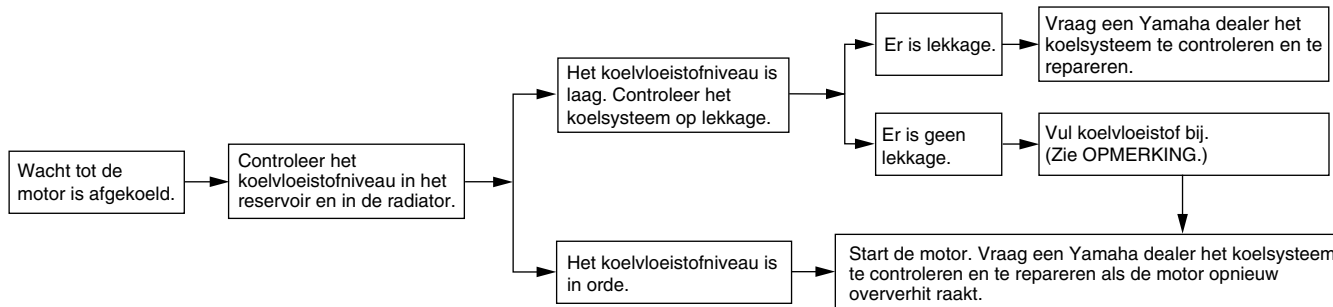 Wacht tot de
motor is afgekoeld.
Controleer het
koelvloeistofniveau in het
reservoir en in de radiator.
Het koelvloeistofniveau is
laag. Controleer het
koelsysteem op lekkage.
Er is lekkage.
Vraag een Yamaha dealer het
koelsysteem te controleren en te
repareren.
Er is geen
lekkage.
Vul koelvloeistof bij.
(Zie OPMERKING.)
Het koelvloeistofniveau is
in orde.
Start de motor. Vraag een Yamaha dealer het koelsysteem
te controleren en te repareren als de motor opnieuw
oververhit raakt.